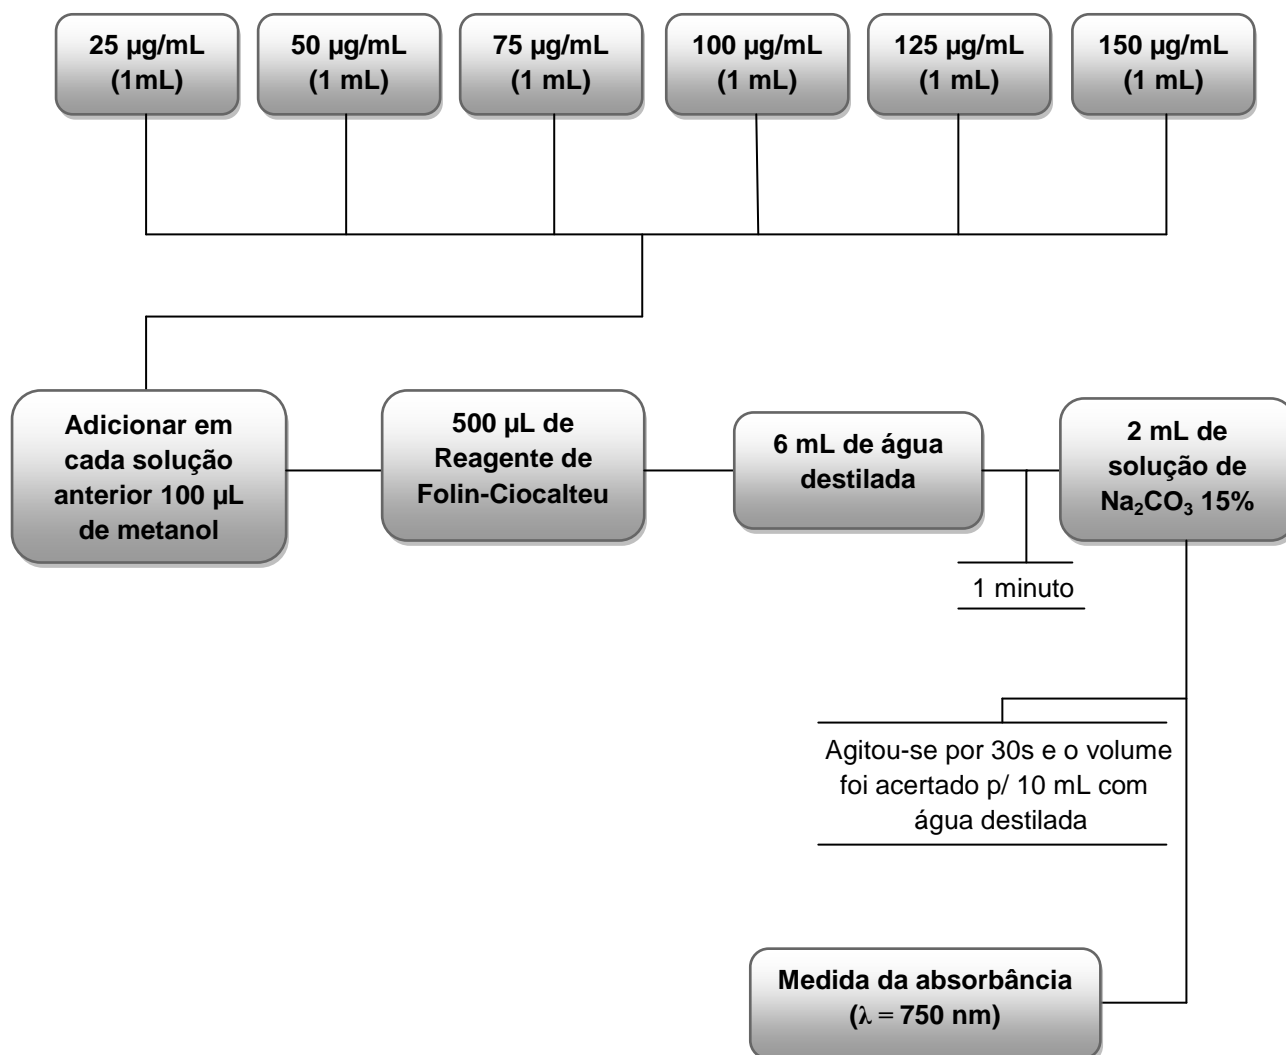 25 µg/mL
(1mL)
50 µg/mL
(1 mL)
75 µg/mL
(1 mL)
100 µg/mL
(1 mL)
125 µg/mL
(1 mL)
150 µg/mL
(1 mL)
Adicionar em
cada solução
anterior 100 µL
de metanol
500 µL de
Reagente de
Folin-Ciocalteu
6 mL de água
destilada
2 mL de
solução de
Na₂CO₃ 15%
1 minuto
Agitou-se por 30s e o volume
foi acertado p/ 10 mL com
água destilada
Medida da absorbância
(λ = 750 nm)